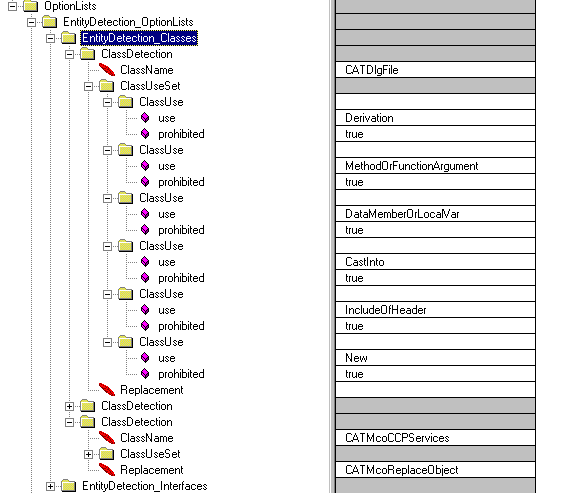 OptionLists
EntityDetection_OptionLists
EntityDetection_Classes
ClassDetection
ClassName CATDlgFile
ClassUseSet
ClassUse
use Derivation
prohibited true
ClassUse
use MethodOrFunctionArgument
prohibited true
ClassUse
use DataMemberOrLocalVar
prohibited true
ClassUse
use CastInto
prohibited true
ClassUse
use IncludeOfHeader
prohibited true
ClassUse
use New
prohibited true
Replacement
ClassDetection
ClassDetection
ClassName CATMcoCCPServices
ClassUseSet
Replacement CATMcoReplaceObject
EntityDetection_Interfaces